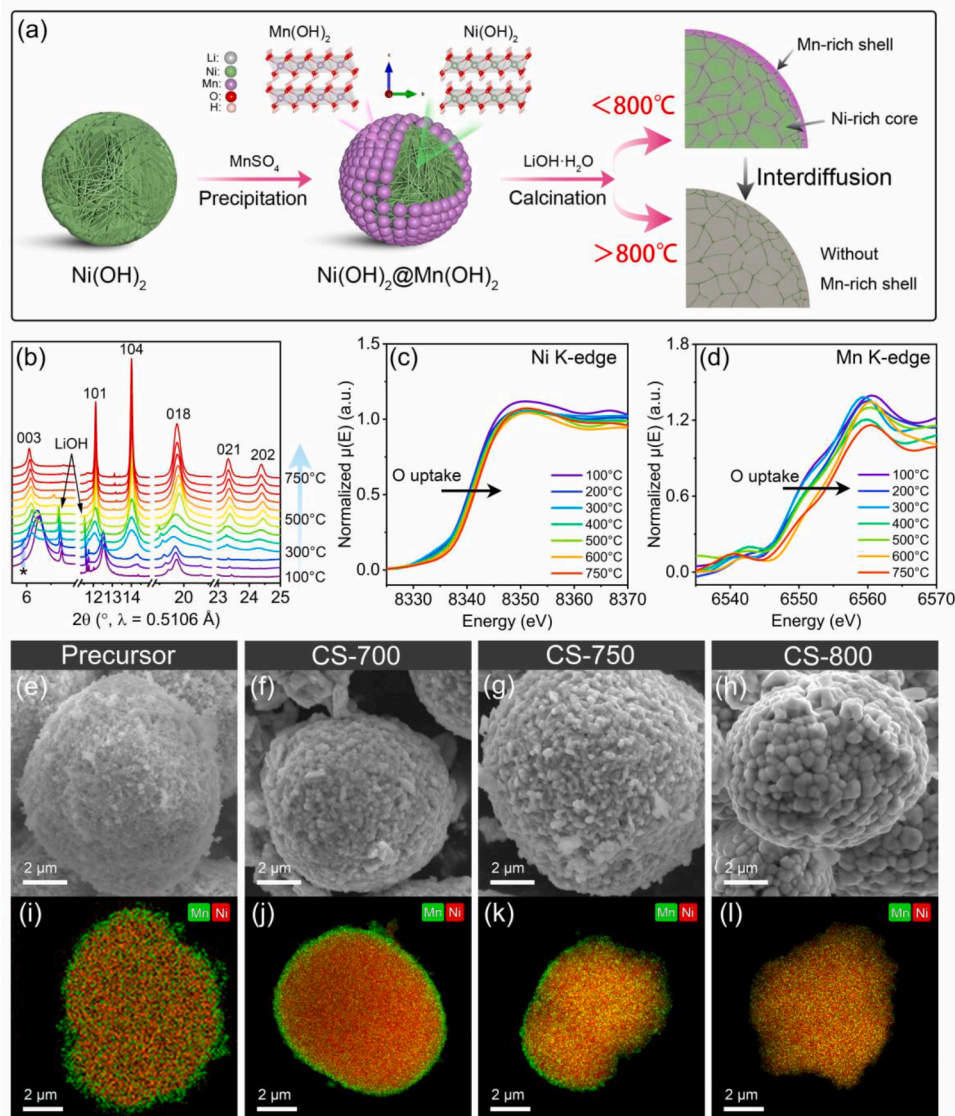 (a)
Mn(OH)2
Ni(OH)2
Li:
Ni:
Mn:
O:
H:
Mn-rich shell
Ni-rich core
<800℃
MnSO4
Precipitation
LiOH·H2O
Calcination
Interdiffusion
>800℃
Without
Mn-rich shell
Ni(OH)2
Ni(OH)2@Mn(OH)2
(b)
104
101
018
003
LiOH
021
202
750°C
500°C
300°C
100°C
*
6
12
13
14
20
23
24
25
2θ (°, λ = 0.5106 Å)
(c)
Ni K-edge
Normalized μ(E) (a.u.)
1.5
1.0
0.5
0.0
O uptake
100°C
200°C
300°C
400°C
500°C
600°C
750°C
8330
8340
8350
8360
8370
Energy (eV)
(d)
Mn K-edge
Normalized μ(E) (a.u.)
1.8
1.2
0.6
0.0
O uptake
100°C
200°C
300°C
400°C
500°C
600°C
750°C
6540
6550
6560
6570
Energy (eV)
Precursor
CS-700
CS-750
CS-800
(e)
(f)
(g)
(h)
2 μm
2 μm
2 μm
2 μm
(i)
Mn Ni
(j)
Mn Ni
(k)
Mn Ni
(l)
Mn Ni
2 μm
2 μm
2 μm
2 μm